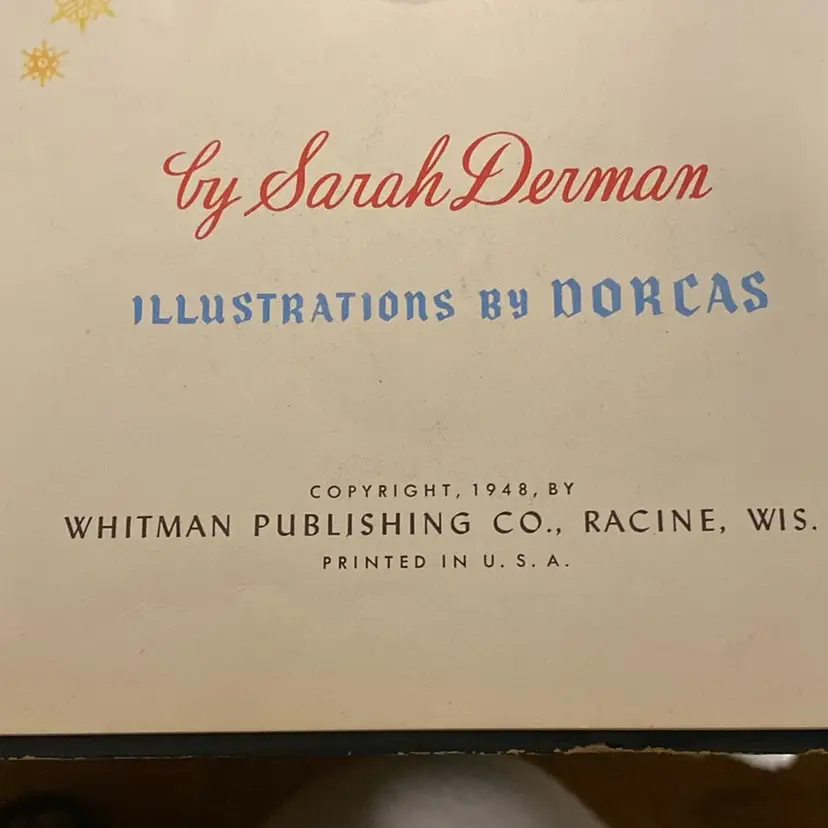 by Sarah Derman
ILLUSTRATIONS BY DORCAS
COPYRIGHT, 1948, BY
WHITMAN PUBLISHING CO., RACINE, WIS.
PRINTED IN U. S. A.